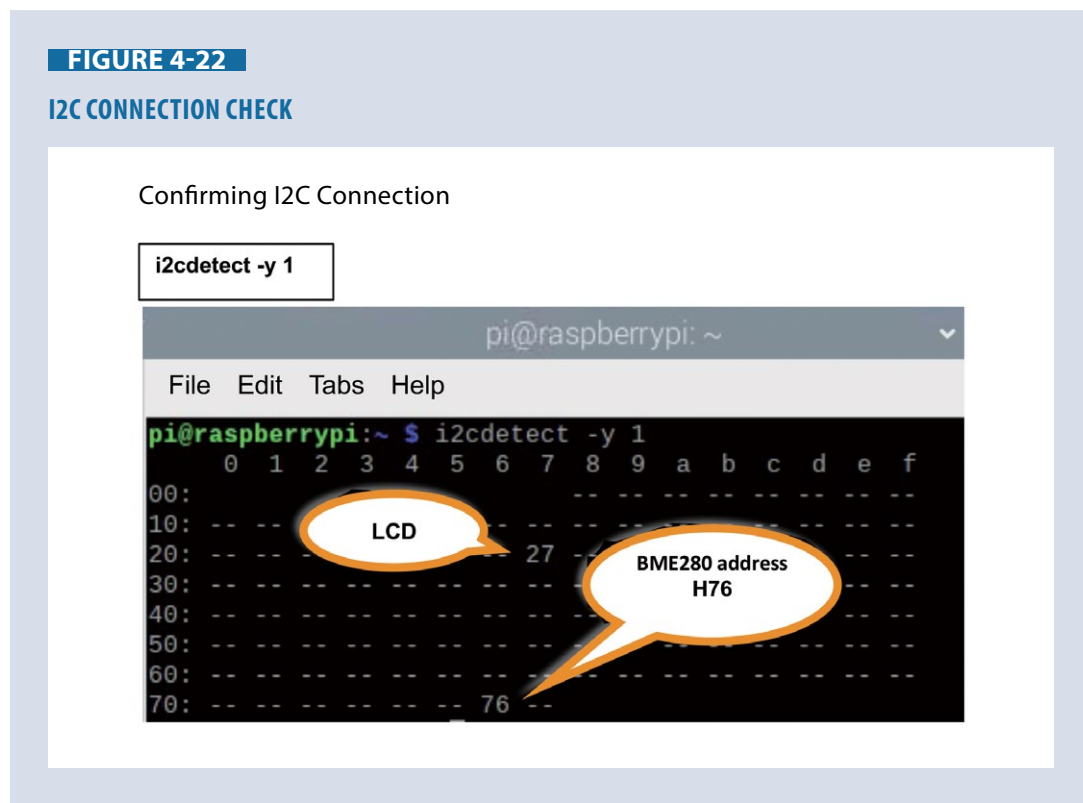 FIGURE 4-22
I2C CONNECTION CHECK
Confirming I2C Connection
i2cdetect -y 1
pi@raspberrypi: ~
File Edit Tabs Help
pi@raspberrypi:~ $ i2cdetect -y 1
0 1 2 3 4 5 6 7 8 9 a b c d e f
00: -- -- -- -- -- -- -- --
10: -- -- -- -- -- -- -- -- -- -- -- --
LCD
20: -- -- -- 27 -- -- --
BME280 address
H76
30: -- -- -- -- -- -- -- -- -- -- --
40: -- -- -- -- -- -- -- -- -- -- --
50: -- -- -- -- -- -- -- -- -- -- -- -- -- -- -- --
60: -- -- -- -- -- -- -- -- -- -- -- -- -- -- -- --
70: -- -- -- -- -- -- 76 --